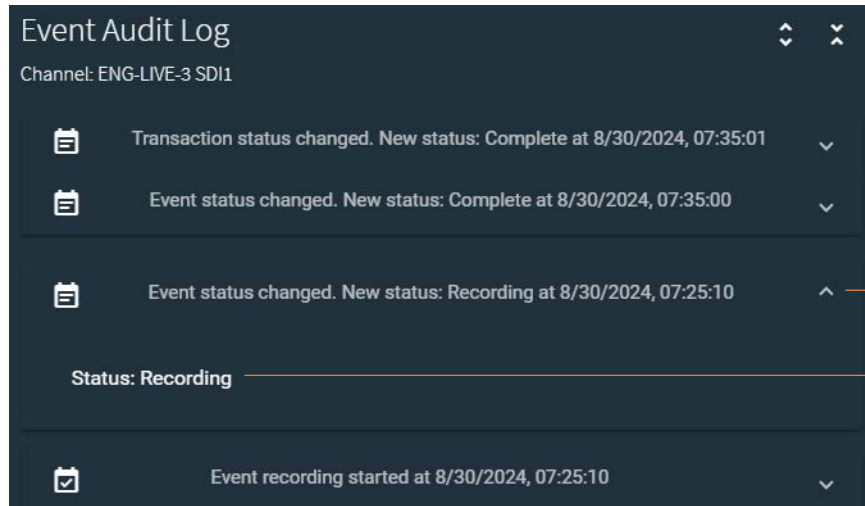 Event Audit Log
Channel: ENG-LIVE-3 SDI1
Transaction status changed. New status: Complete at 8/30/2024, 07:35:01
Event status changed. New status: Complete at 8/30/2024, 07:35:00
Event status changed. New status: Recording at 8/30/2024, 07:25:10
Status: Recording
Event recording started at 8/30/2024, 07:25:10